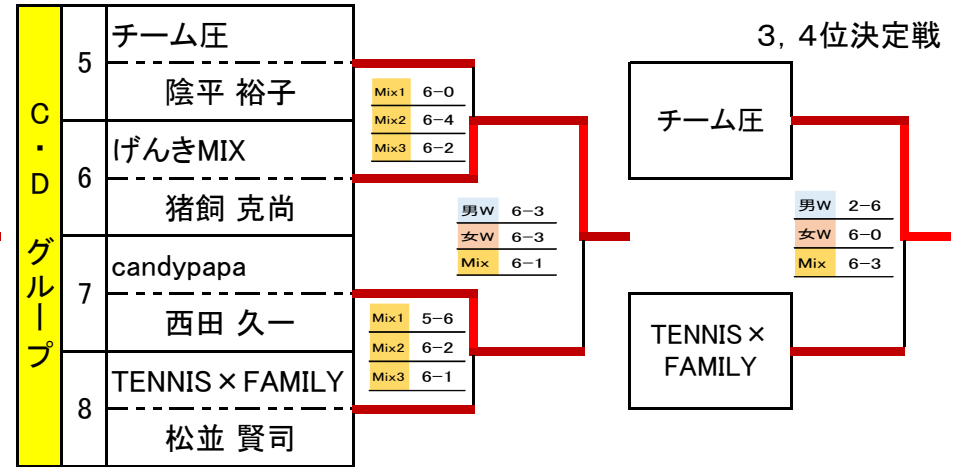 C・D グループ
5
チーム圧
陰平 裕子
6
げんきMIX
猪飼 克尚
7
candypapa
西田 久一
8
TENNIS×FAMILY
松並 賢司
Mix1 6-0
Mix2 6-4
Mix3 6-2
Mix1 5-6
Mix2 6-2
Mix3 6-1
男W 6-3
女W 6-3
Mix 6-1
3,4位決定戦
チーム圧
TENNIS×
FAMILY
男W 2-6
女W 6-0
Mix 6-3